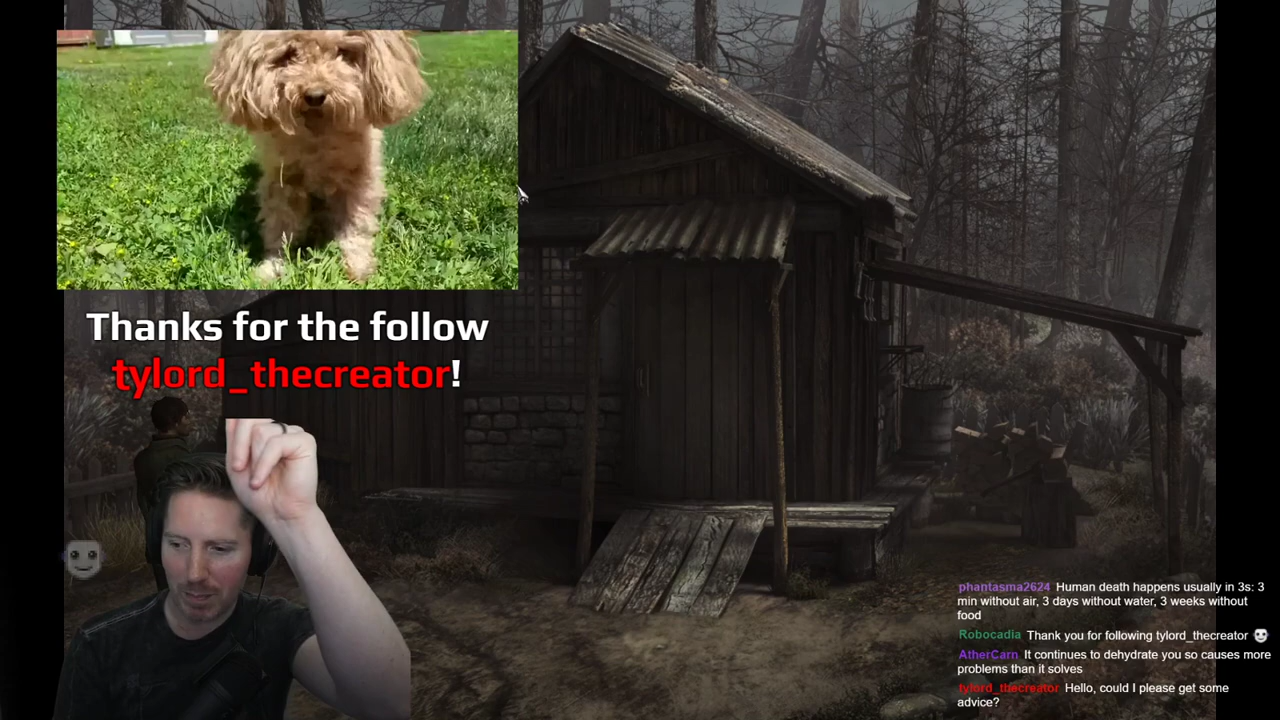 Thanks for the follow
tylord_thecreator!
phantasma2624 Human death happens usually in 3s: 3
min without air, 3 days without water, 3 weeks without
food
Robocadia Thank you for following tylord_thecreator
AtherCarn It continues to dehydrate you so causes more
problems than it solves
tylord_thecreator Hello, could I please get some
advice?